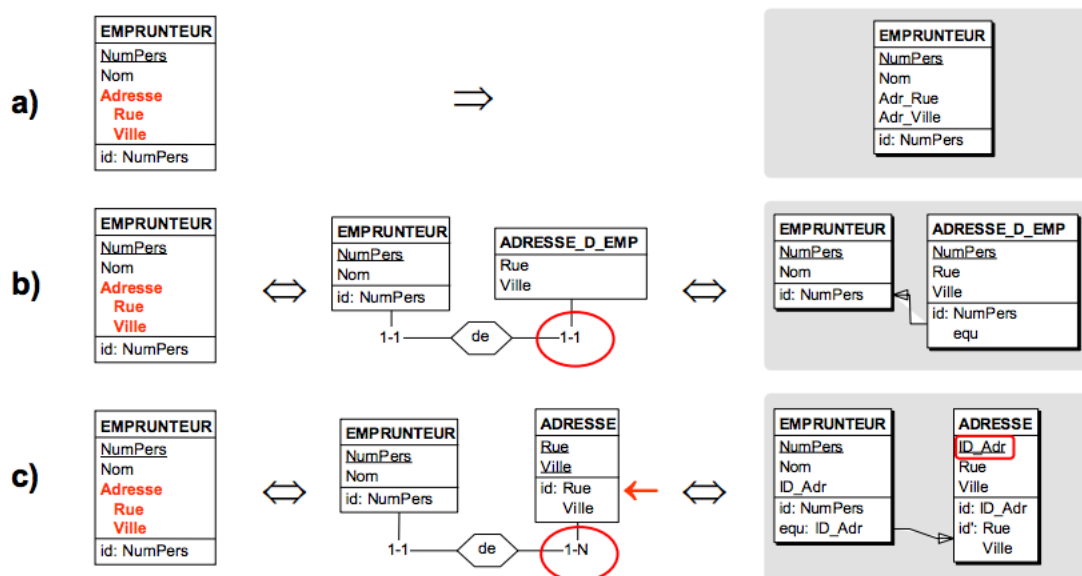 a)
EMPRUNTEUR
NumPers
Nom
Adresse
Rue
Ville
id: NumPers
⇒
EMPRUNTEUR
NumPers
Nom
Adr_Rue
Adr_Ville
id: NumPers
b)
EMPRUNTEUR
NumPers
Nom
Adresse
Rue
Ville
id: NumPers
⇔
EMPRUNTEUR
NumPers
Nom
id: NumPers
1-1
de
1-1
ADRESSE_D_EMP
Rue
Ville
⇔
EMPRUNTEUR
NumPers
Nom
id: NumPers
ADRESSE_D_EMP
NumPers
Rue
Ville
id: NumPers
equ
c)
EMPRUNTEUR
NumPers
Nom
Adresse
Rue
Ville
id: NumPers
⇔
EMPRUNTEUR
NumPers
Nom
id: NumPers
1-1
de
1-N
ADRESSE
Rue
Ville
id: Rue
Ville
⇔
EMPRUNTEUR
NumPers
Nom
ID_Adr
id: NumPers
equ: ID_Adr
ADRESSE
ID_Adr
Rue
Ville
id: ID_Adr
id': Rue
Ville